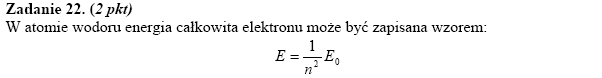 Zadanie 22. (2 pkt)
W atomie wodoru energia całkowita elektronu może być zapisana wzorem:
E = 1/n² E₀